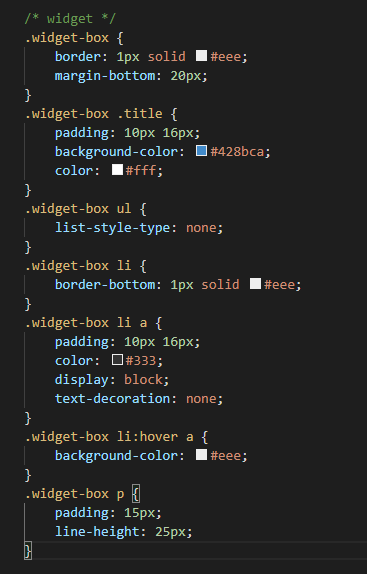 /* widget */
.widget-box {
    border: 1px solid #eee;
    margin-bottom: 20px;
}
.widget-box .title {
    padding: 10px 16px;
    background-color: #428bca;
    color: #fff;
}
.widget-box ul {
    list-style-type: none;
}
.widget-box li {
    border-bottom: 1px solid #eee;
}
.widget-box li a {
    padding: 10px 16px;
    color: #333;
    display: block;
    text-decoration: none;
}
.widget-box li:hover a {
    background-color: #eee;
}
.widget-box p {
    padding: 15px;
    line-height: 25px;
}